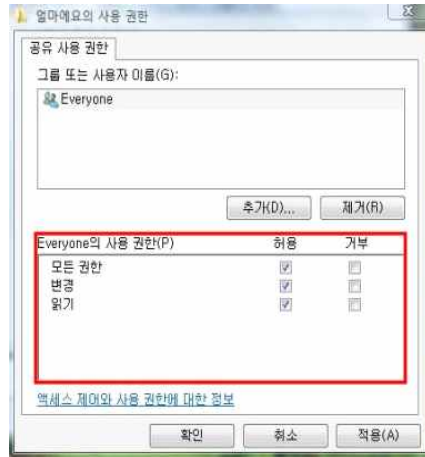 얼마에요의 사용 권한
공유 사용 권한
그룹 또는 사용자 이름(G):
Everyone
추가(D)... 제거(R)
Everyone의 사용 권한(P) 허용 거부
모든 권한
변경
읽기
액세스 제어와 사용 권한에 대한 정보
확인 취소 적용(A)